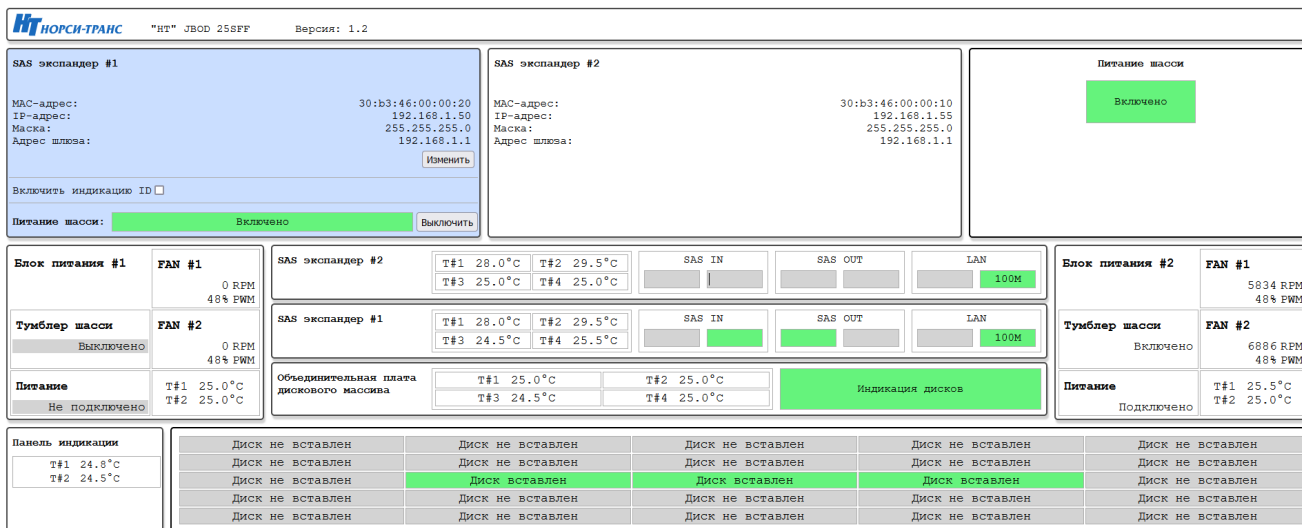 НТ НОРСИ-ТРАНС "НТ" JBOD 25SFF Версия: 1.2
SAS экспандер #1
MAC-адрес: 30:b3:46:00:00:20
IP-адрес: 192.168.1.50
Маска: 255.255.255.0
Адрес шлюза: 192.168.1.1
Изменить
Включить индикацию ID
Питание шасси: Включено Выключить
SAS экспандер #2
MAC-адрес: 30:b3:46:00:00:10
IP-адрес: 192.168.1.55
Маска: 255.255.255.0
Адрес шлюза: 192.168.1.1
Питание шасси
Включено
Блок питания #1
FAN #1
0 RPM
48% PWM
Тумблер шасси
Выключено
FAN #2
0 RPM
48% PWM
Питание
Не подключено
T#1 25.0°C
T#2 25.0°C
SAS экспандер #2
T#1 28.0°C T#2 29.5°C
T#3 25.0°C T#4 25.0°C
SAS IN SAS OUT LAN
100M
SAS экспандер #1
T#1 28.0°C T#2 29.5°C
T#3 24.5°C T#4 25.5°C
SAS IN SAS OUT LAN
100M
Объединительная плата
дискового массива
T#1 25.0°C T#2 25.0°C
T#3 24.5°C T#4 25.0°C
Индикация дисков
Блок питания #2
FAN #1
5834 RPM
48% PWM
Тумблер шасси
Включено
FAN #2
6886 RPM
48% PWM
Питание
Подключено
T#1 25.5°C
T#2 25.0°C
Панель индикации
T#1 24.8°C
T#2 24.5°C
Диск не вставлен Диск не вставлен Диск не вставлен Диск не вставлен Диск не вставлен
Диск не вставлен Диск не вставлен Диск не вставлен Диск не вставлен Диск не вставлен
Диск не вставлен Диск вставлен Диск вставлен Диск вставлен Диск не вставлен
Диск не вставлен Диск не вставлен Диск не вставлен Диск не вставлен Диск не вставлен
Диск не вставлен Диск не вставлен Диск не вставлен Диск не вставлен Диск не вставлен